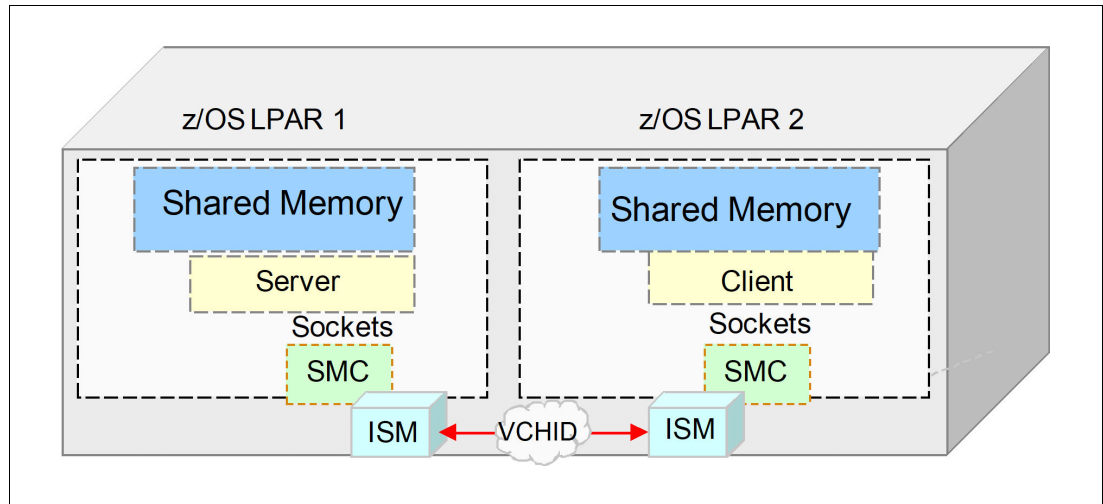 z/OS LPAR 1
z/OS LPAR 2
Shared Memory
Shared Memory
Server
Client
Sockets
Sockets
SMC
SMC
ISM
VCHID
ISM